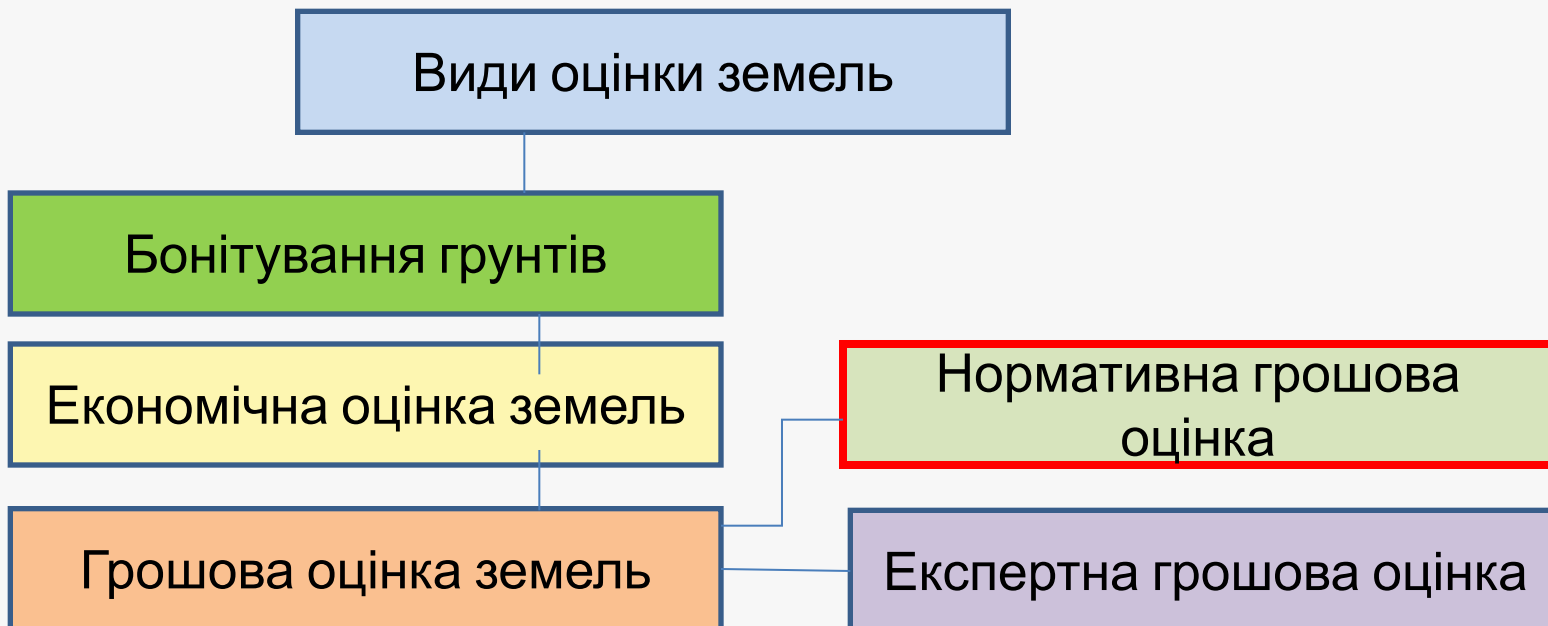 Види оцінки земель
Бонітування грунтів
Економічна оцінка земель
Нормативна грошова
оцінка
Грошова оцінка земель
Експертна грошова оцінка